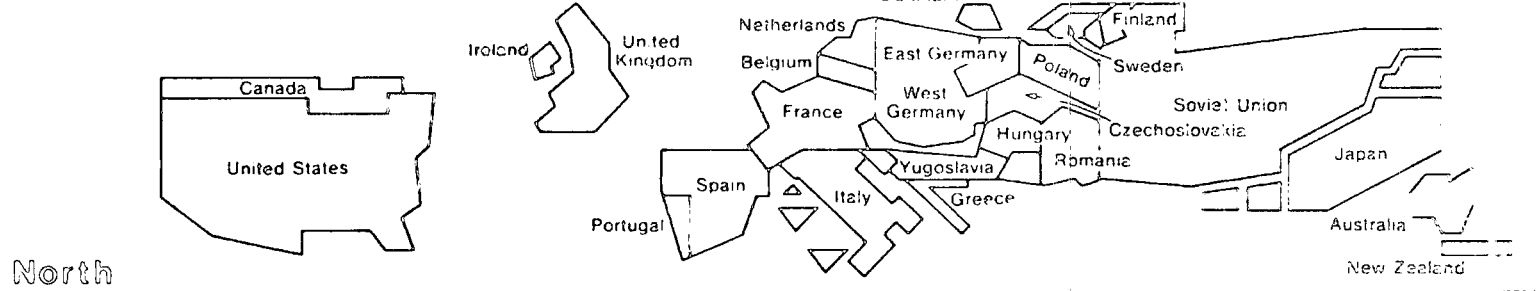 Finland
Netherlands
Ireland
United
Kingdom
East Germany
Belgium
Poland
Sweden
Canada
West
Germany
Soviet Union
France
Hungary
Czechoslovakia
United States
Yugoslavia
Romania
Japan
Spain
Italy
Greece
Portugal
Australia
North
New Zealand